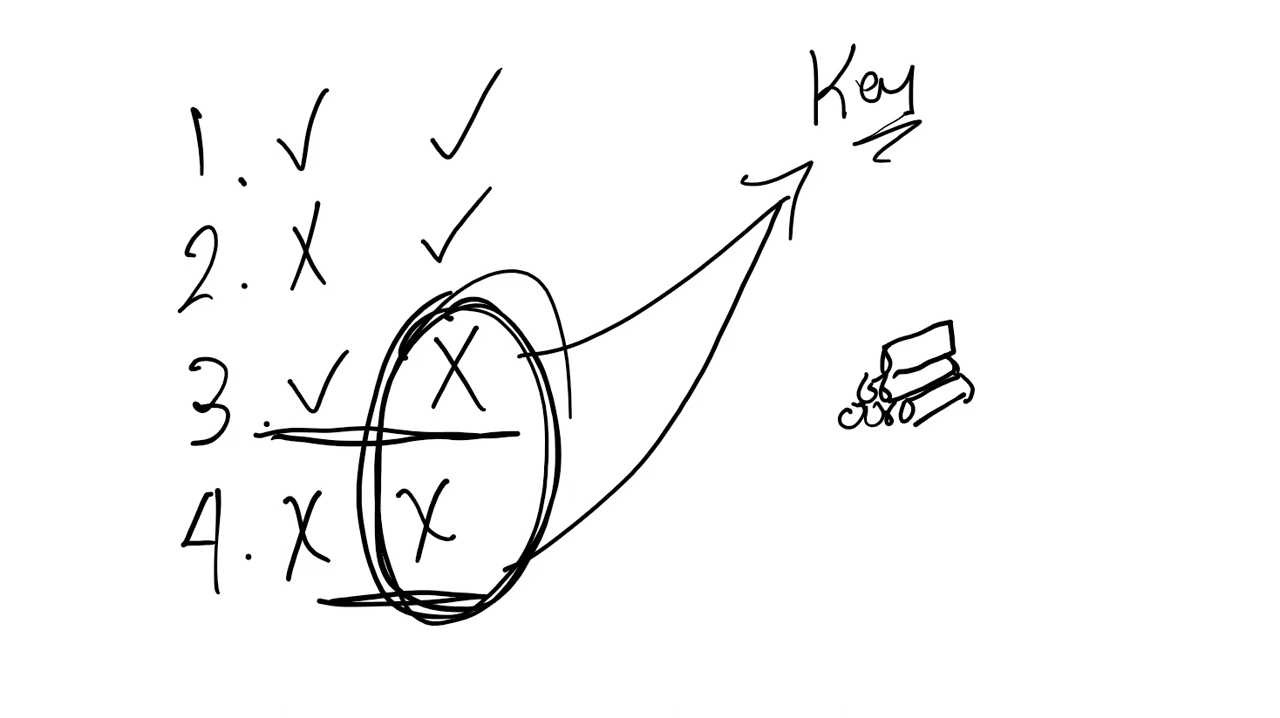 1. ✓ ✓
2. X ✓
3. ✓ X
4. X X
Key